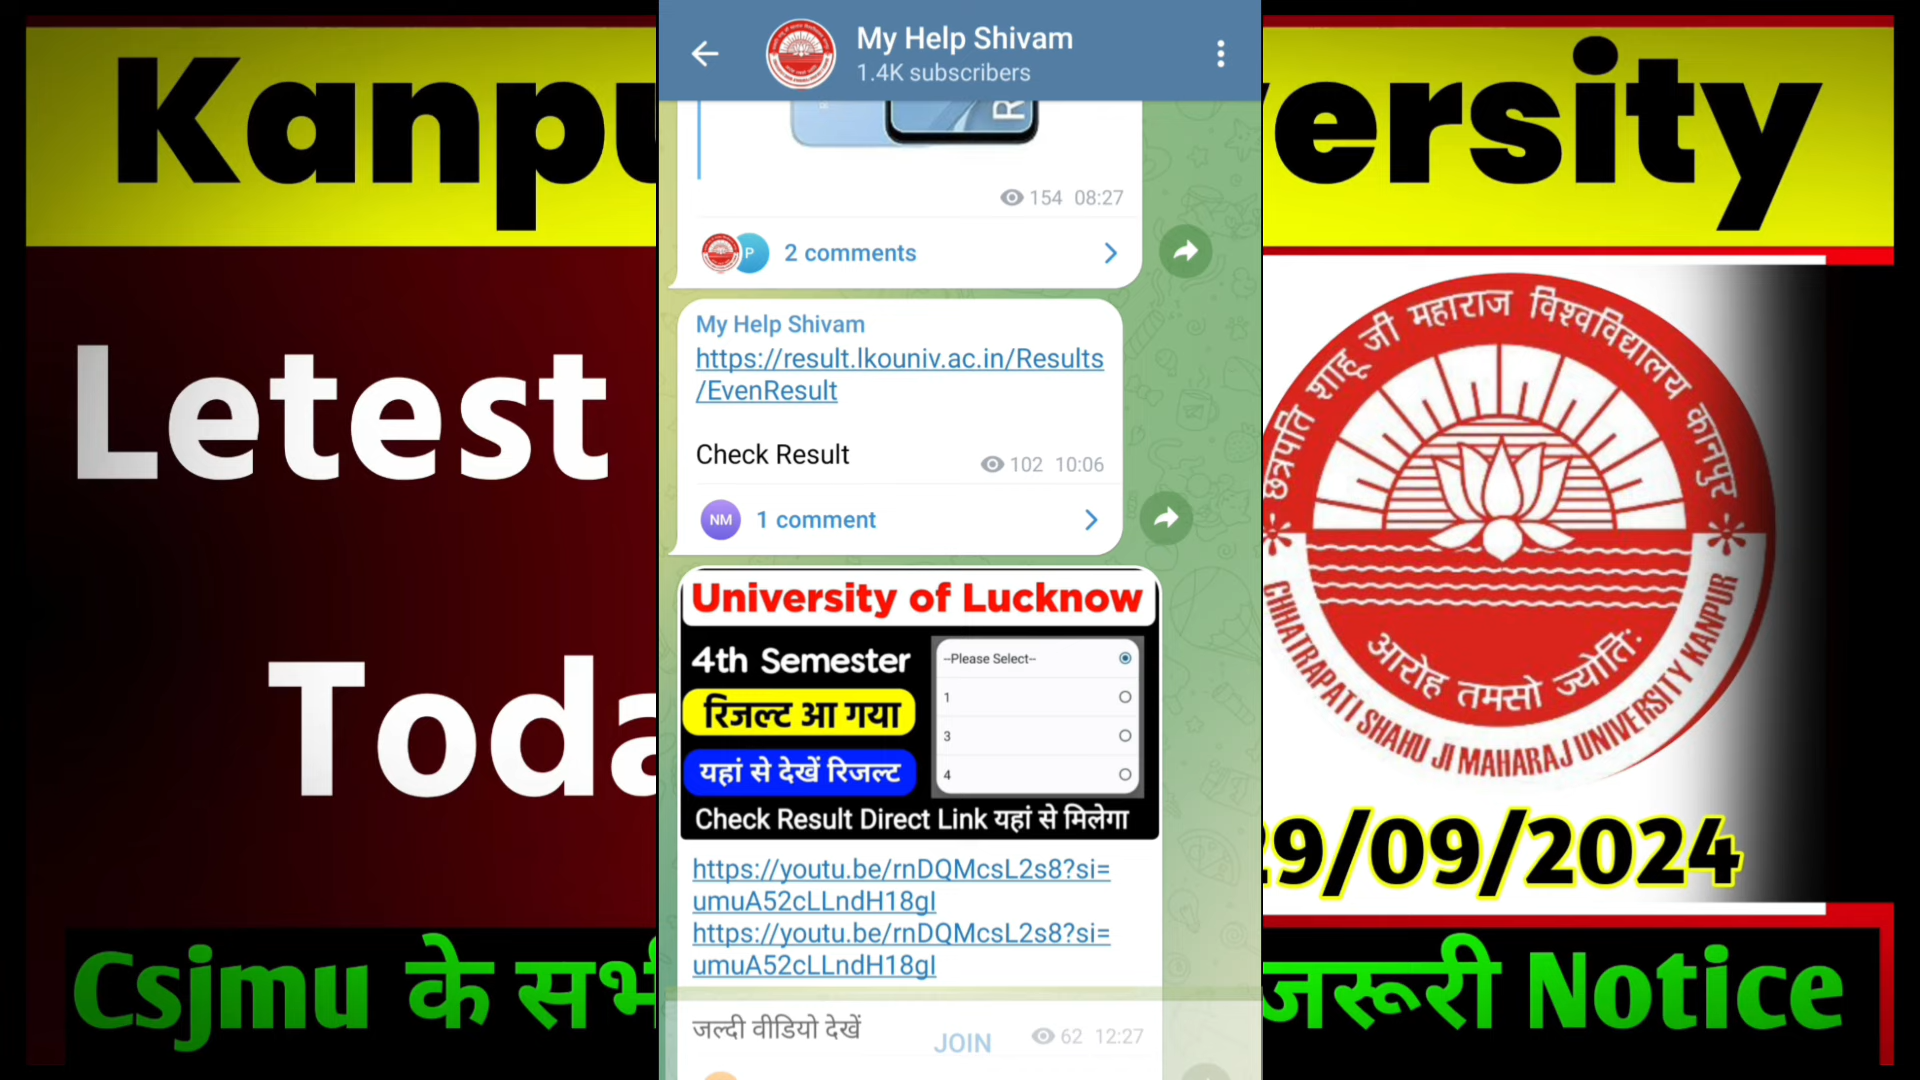 Kanpu
ersity
Letest
Toda
Csjmu के सभी
My Help Shivam
1.4K subscribers
R
154 08:27
P
2 comments
My Help Shivam
https://result.lkouniv.ac.in/Results
/EvenResult
Check Result
102 10:06
NM
1 comment
University of Lucknow
4th Semester
रिजल्ट आ गया
यहां से देखें रिजल्ट
--Please Select--
1
3
4
Check Result Direct Link यहां से मिलेगा
https://youtu.be/rnDQMcsL2s8?si=
umuA52cLLndH18gI
https://youtu.be/rnDQMcsL2s8?si=
umuA52cLLndH18gI
जल्दी वीडियो देखें
JOIN
62 12:27
छत्रपति शाहू जी महाराज विश्वविद्यालय कानपुर
आरोह तमसो ज्योतिः
CHHATRAPATI SHAHU JI MAHARAJ UNIVERSITY KANPUR
29/09/2024
जरूरी Notice